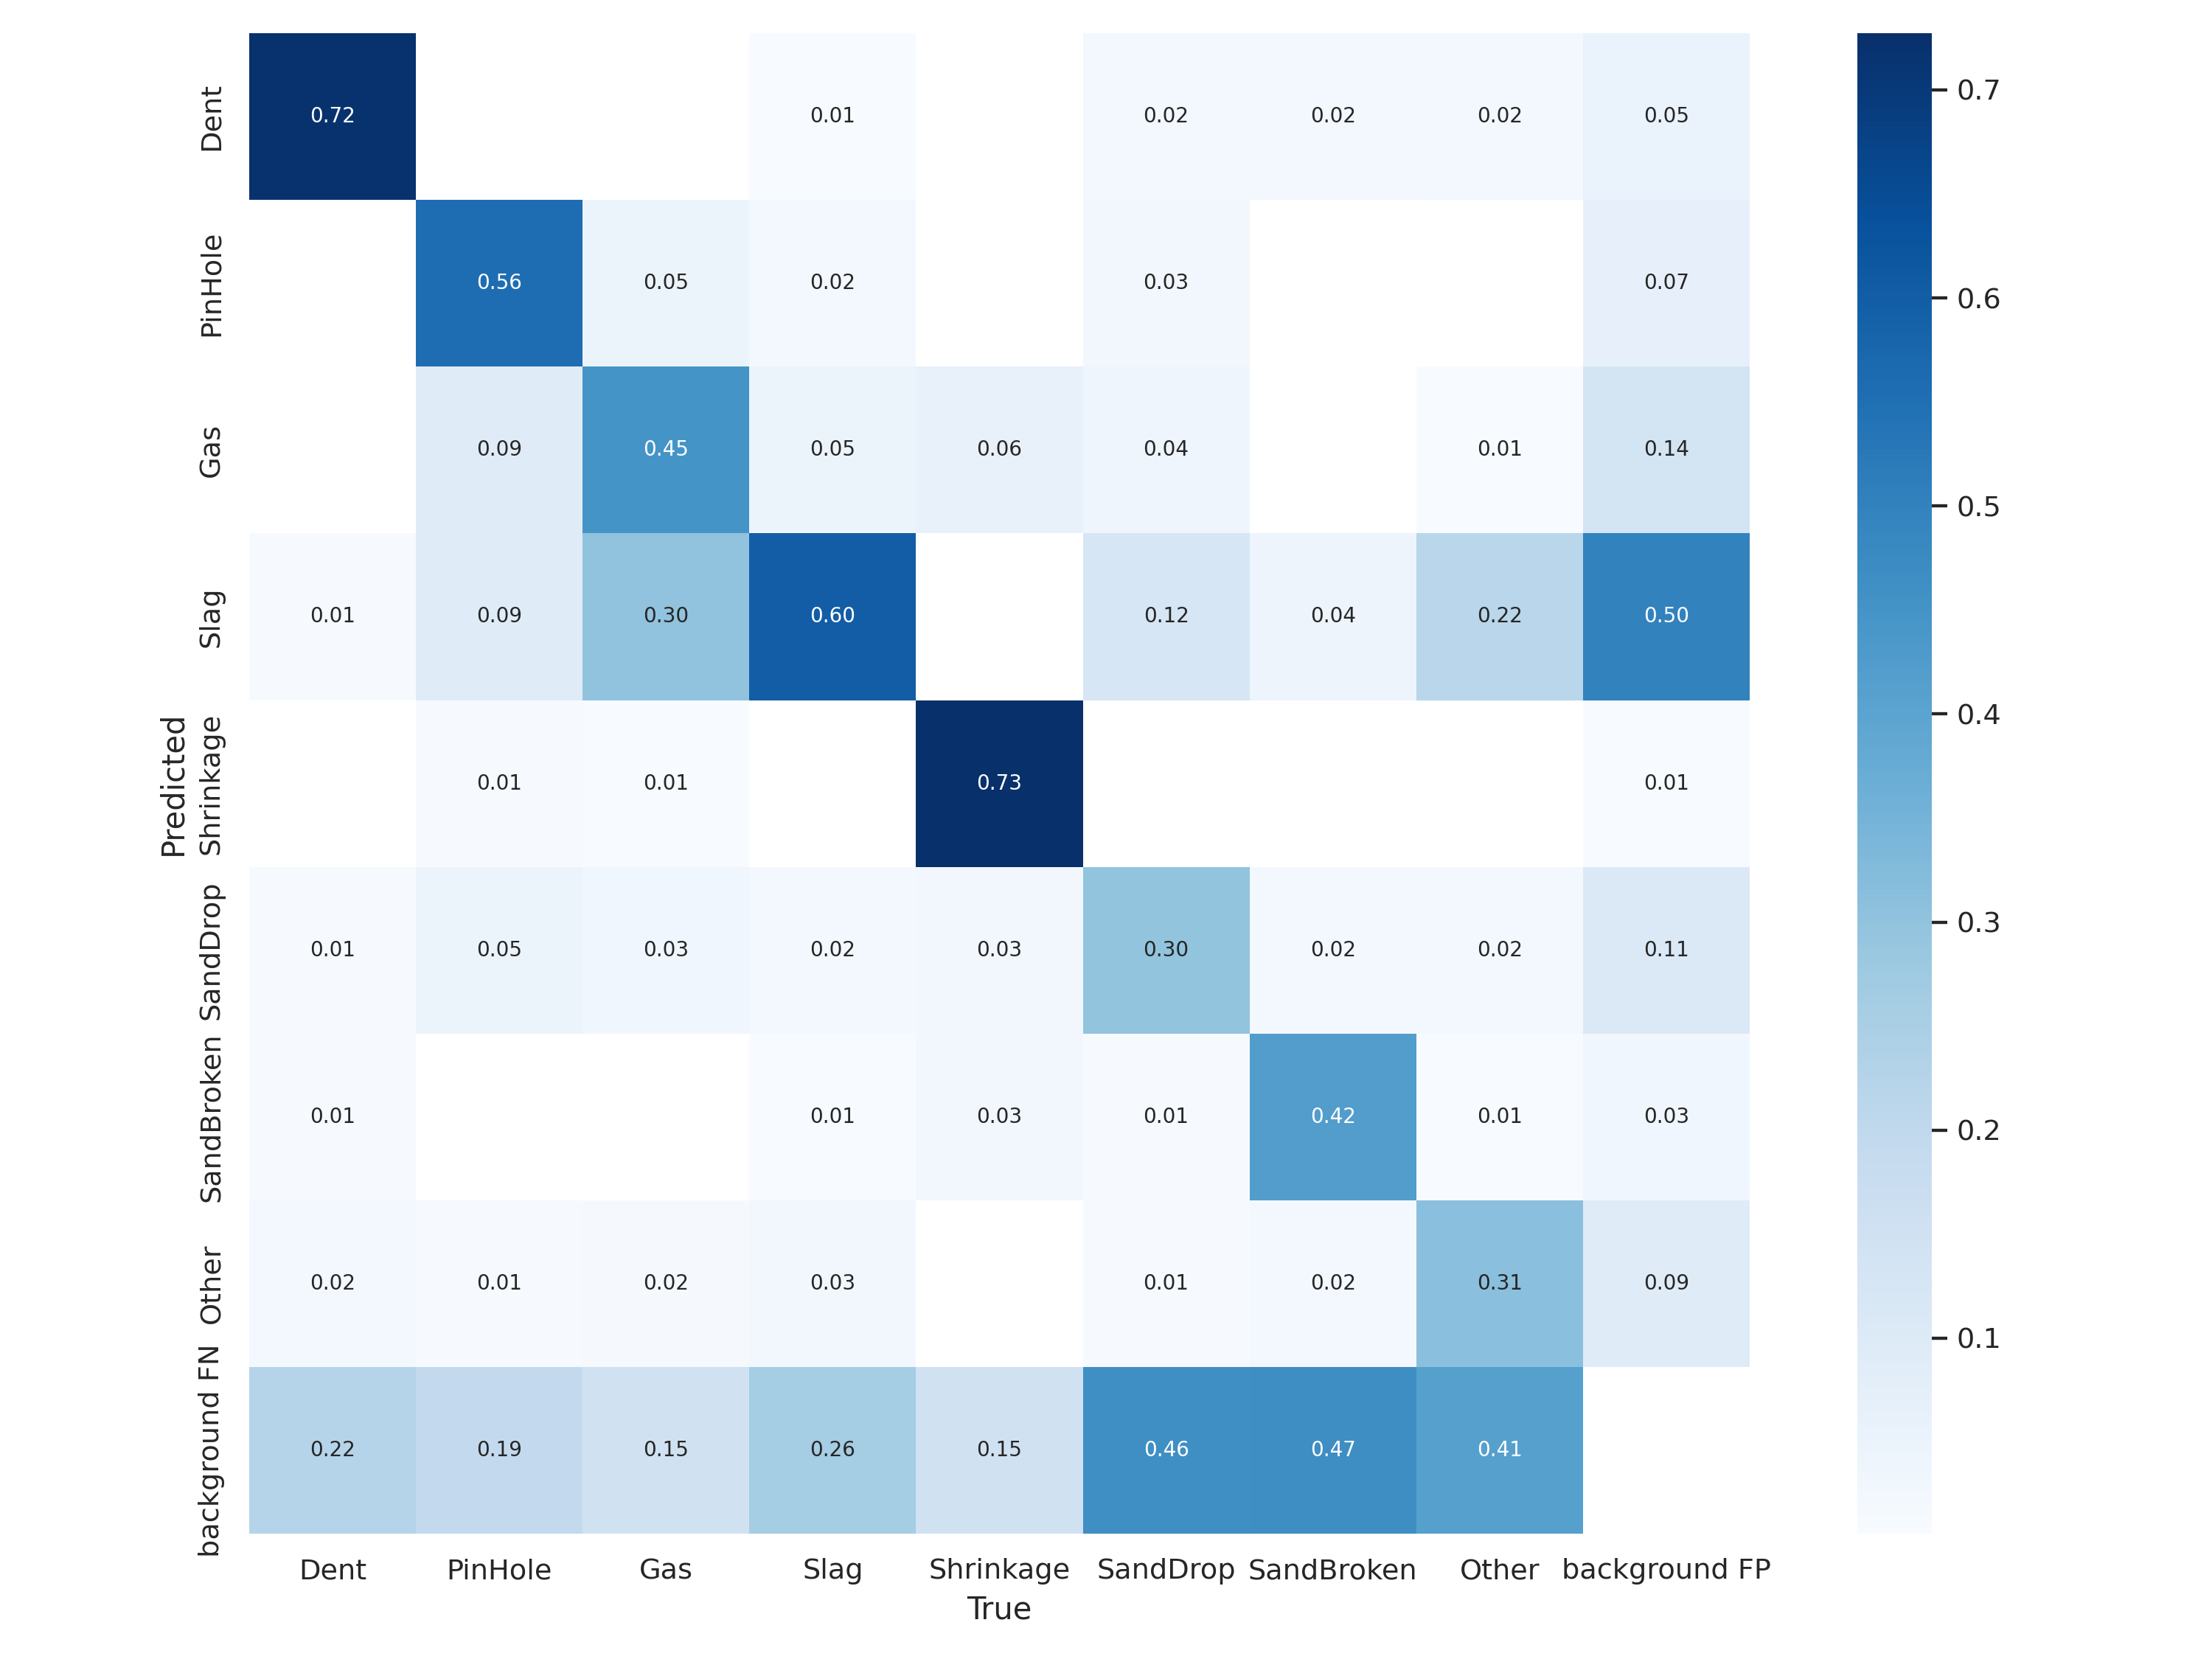 Dent 0.72 0.01 0.02 0.02 0.02 0.05
PinHole 0.56 0.05 0.02 0.03 0.07
Gas 0.09 0.45 0.05 0.06 0.04 0.01 0.14
Slag 0.01 0.09 0.30 0.60 0.12 0.04 0.22 0.50
Shrinkage 0.01 0.01 0.73 0.01
SandDrop 0.01 0.05 0.03 0.02 0.03 0.30 0.02 0.02 0.11
SandBroken 0.01 0.01 0.03 0.01 0.42 0.01 0.03
Other 0.02 0.01 0.02 0.03 0.01 0.02 0.31 0.09
background FN 0.22 0.19 0.15 0.26 0.15 0.46 0.47 0.41
Predicted
Dent PinHole Gas Slag Shrinkage SandDrop SandBroken Other background FP
True
0.7
0.6
0.5
0.4
0.3
0.2
0.1